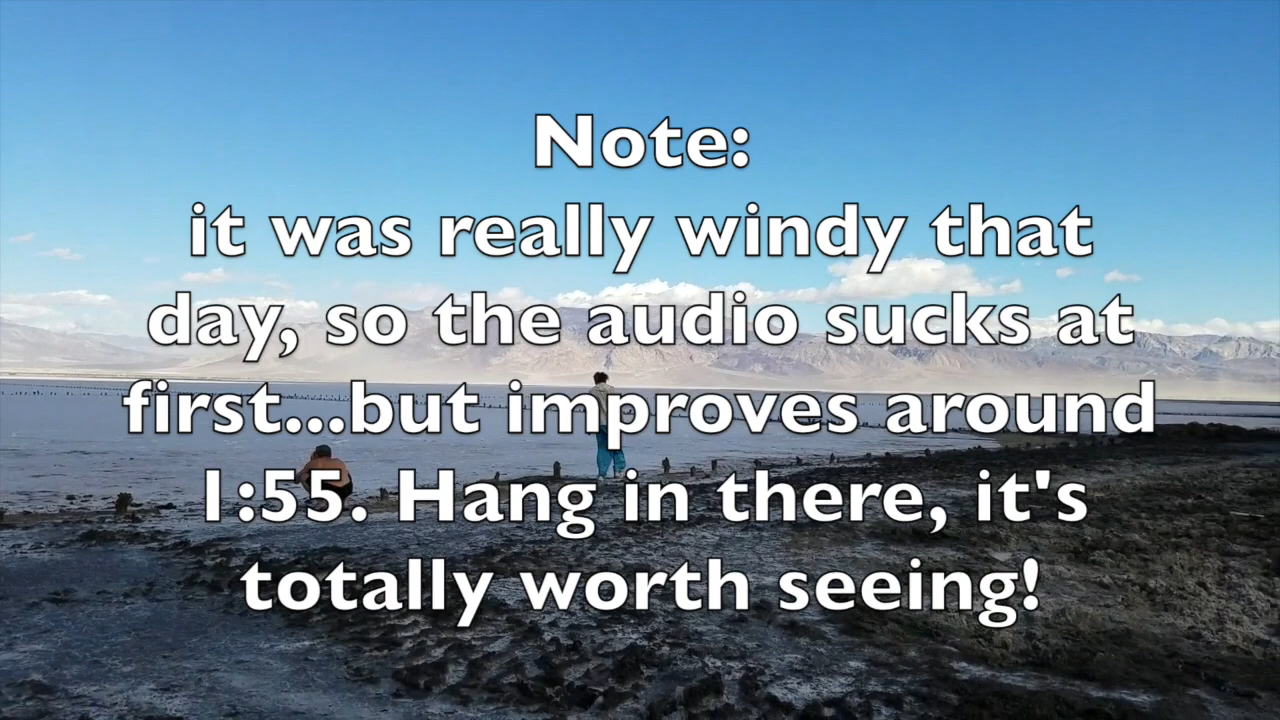 Note:
it was really windy that
day, so the audio sucks at
first...but improves around
1:55. Hang in there, it's
totally worth seeing!